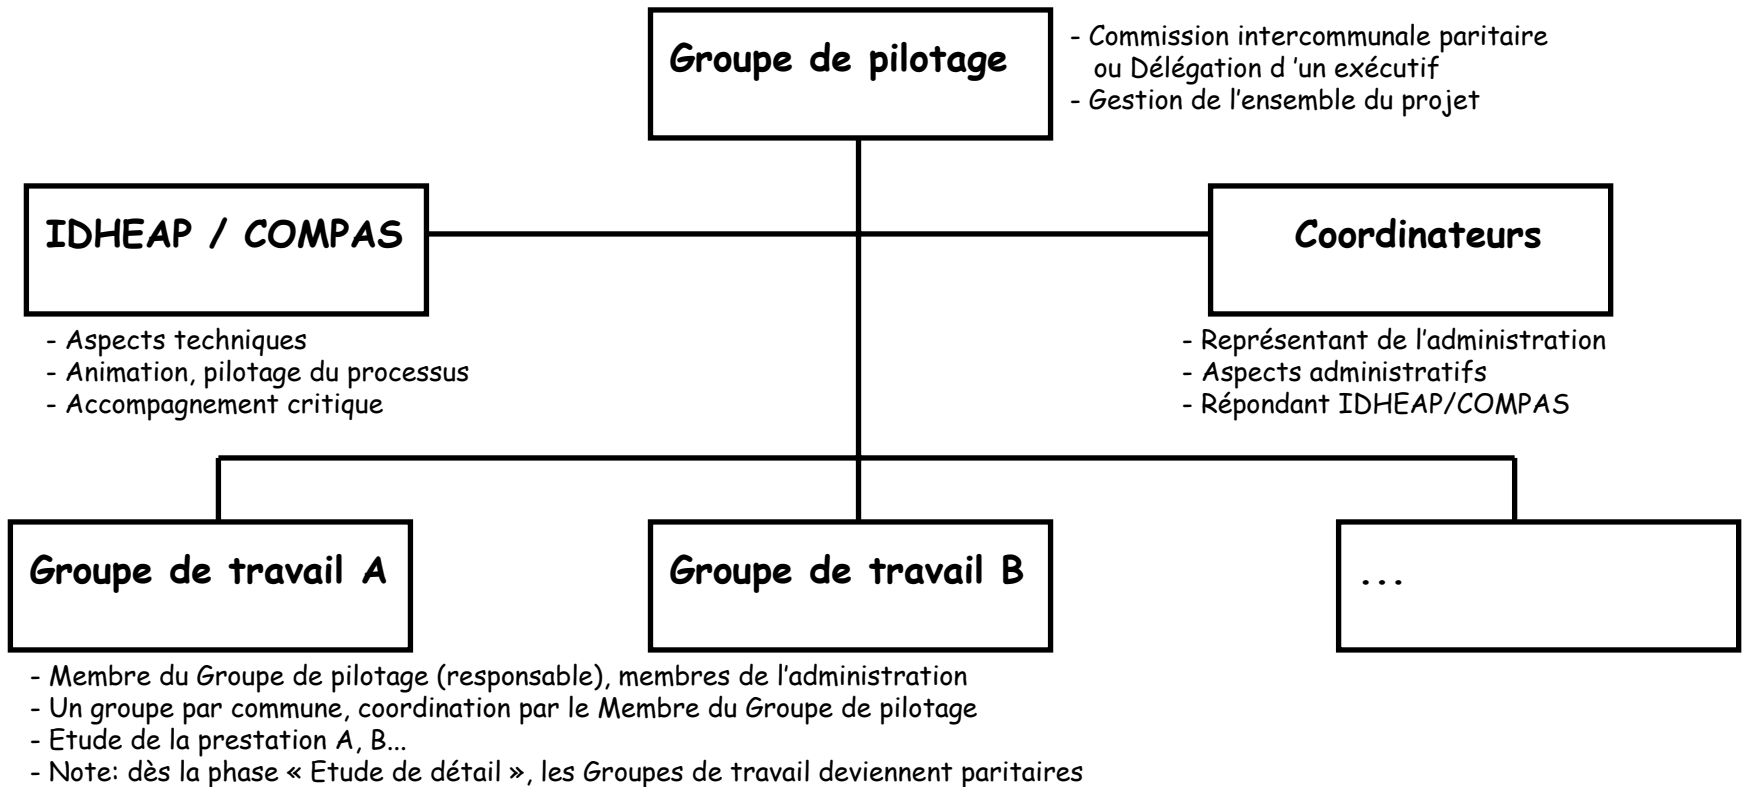 Groupe de pilotage
- Commission intercommunale paritaire
ou Délégation d 'un exécutif
- Gestion de l'ensemble du projet
IDHEAP / COMPAS
Coordinateurs
- Aspects techniques
- Animation, pilotage du processus
- Accompagnement critique
- Représentant de l'administration
- Aspects administratifs
- Répondant IDHEAP/COMPAS
Groupe de travail A
Groupe de travail B
...
- Membre du Groupe de pilotage (responsable), membres de l'administration
- Un groupe par commune, coordination par le Membre du Groupe de pilotage
- Etude de la prestation A, B...
- Note: dès la phase « Etude de détail », les Groupes de travail deviennent paritaires